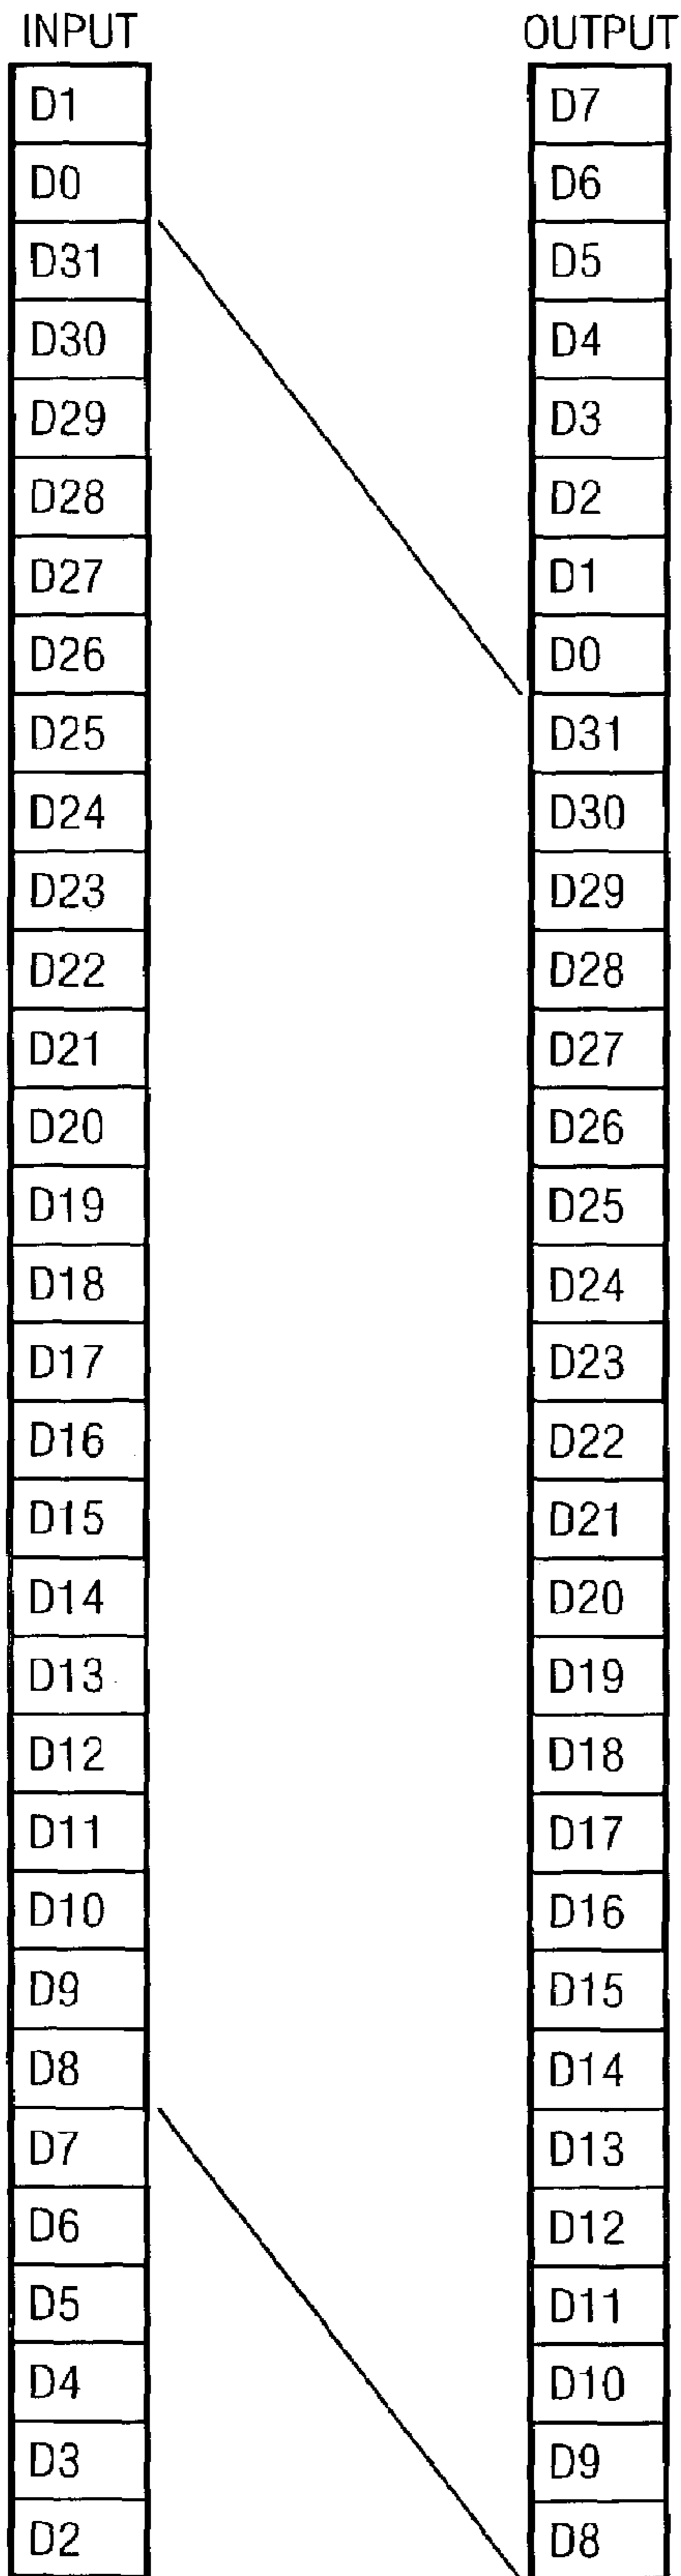 INPUT OUTPUT
D1 D7
D0 D6
D31 D5
D30 D4
D29 D3
D28 D2
D27 D1
D26 D0
D25 D31
D24 D30
D23 D29
D22 D28
D21 D27
D20 D26
D19 D25
D18 D24
D17 D23
D16 D22
D15 D21
D14 D20
D13 D19
D12 D18
D11 D17
D10 D16
D9 D15
D8 D14
D7 D13
D6 D12
D5 D11
D4 D10
D3 D9
D2 D8